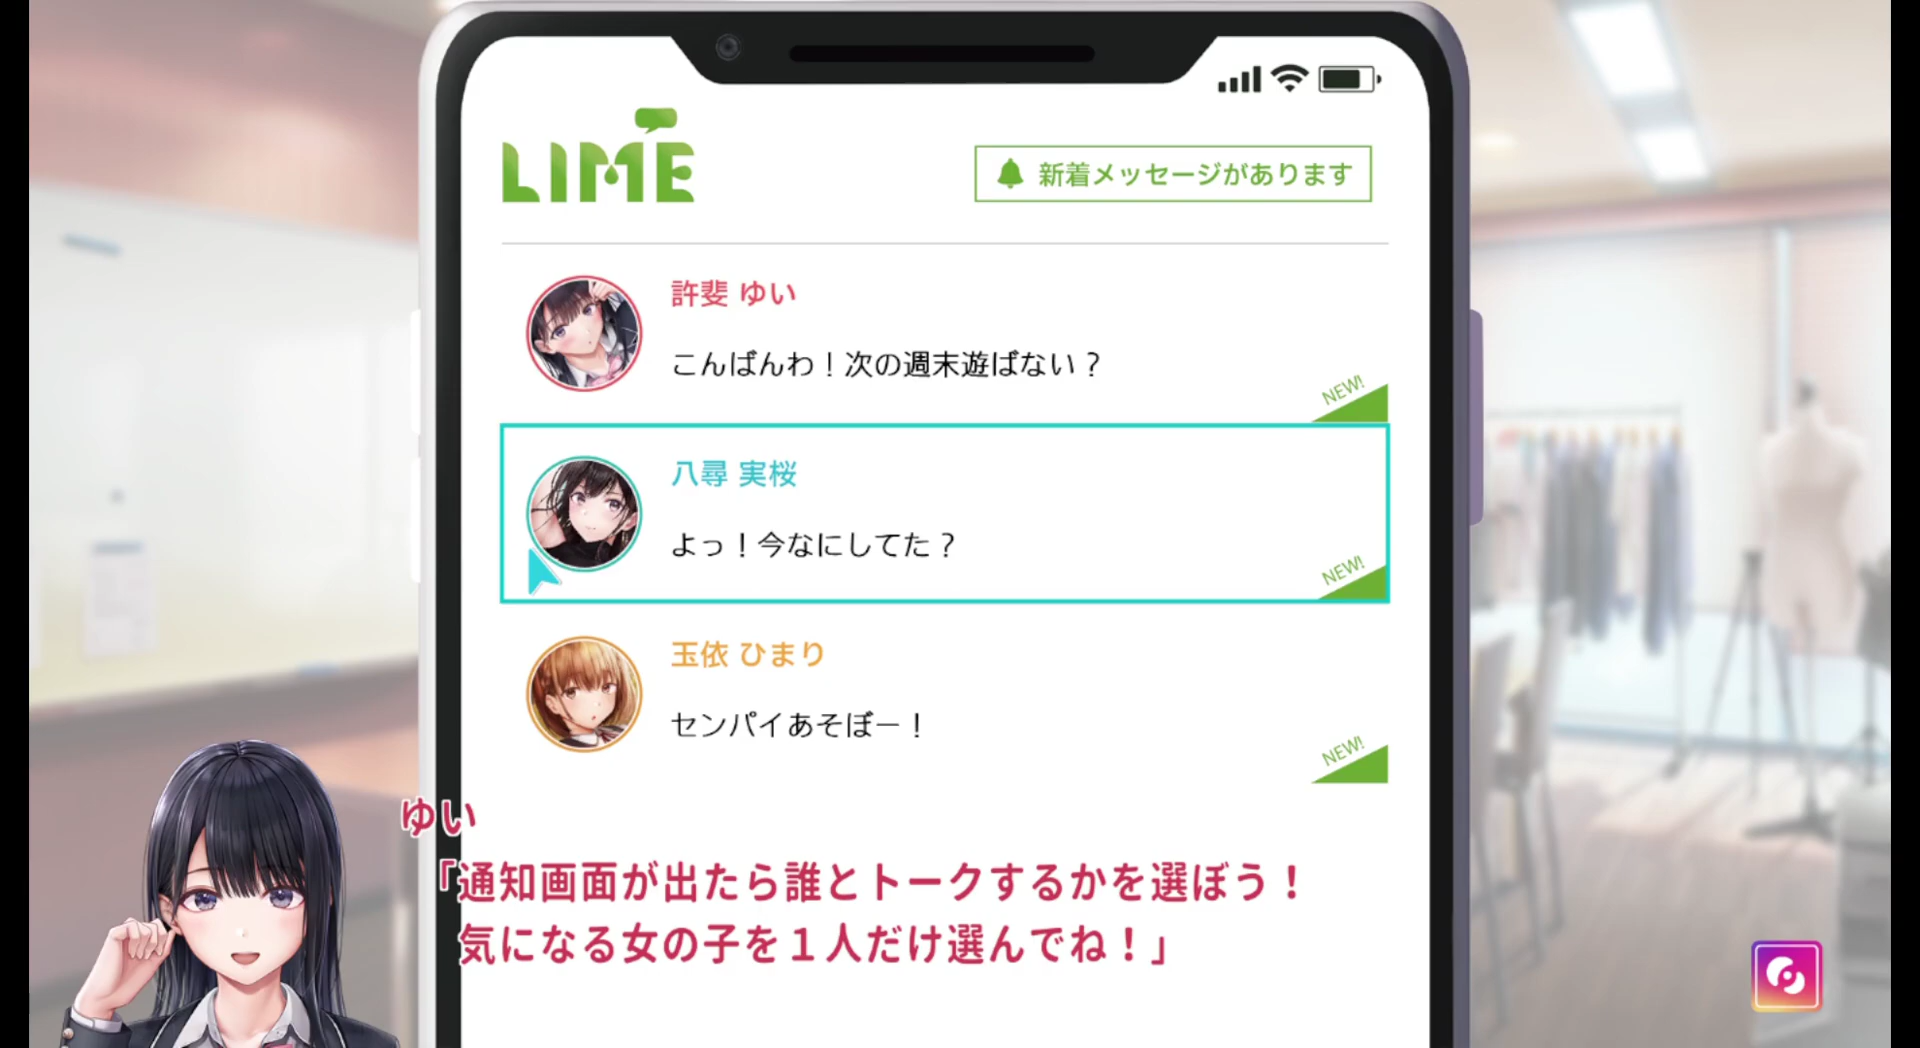 LIME
新着メッセージがあります
許斐 ゆい
こんばんわ！次の週末遊ばない？
NEW!
八尋 実桜
よっ！今なにしてた？
NEW!
玉依 ひまり
センパイあそぼー！
NEW!
ゆい
「通知画面が出たら誰とトークするかを選ぼう！
気になる女の子を１人だけ選んでね！」